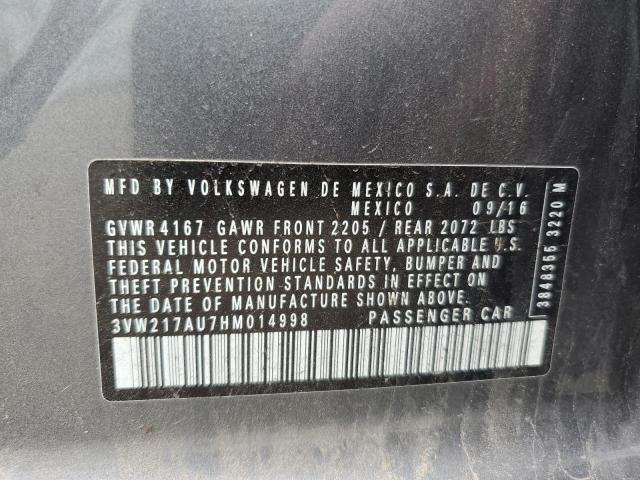 MFD BY VOLKSWAGEN DE MEXICO S.A. DE C.V.
MEXICO 09/16
GVWR 4167 GAWR FRONT 2205 / REAR 2072 LBS
THIS VEHICLE CONFORMS TO ALL APPLICABLE U.S.
FEDERAL MOTOR VEHICLE SAFETY, BUMPER AND
THEFT PREVENTION STANDARDS IN EFFECT ON
THE DATE OF MANUFACTURE SHOWN ABOVE.
3VW217AU7HM014998 PASSENGER CAR
3848355 3220 M